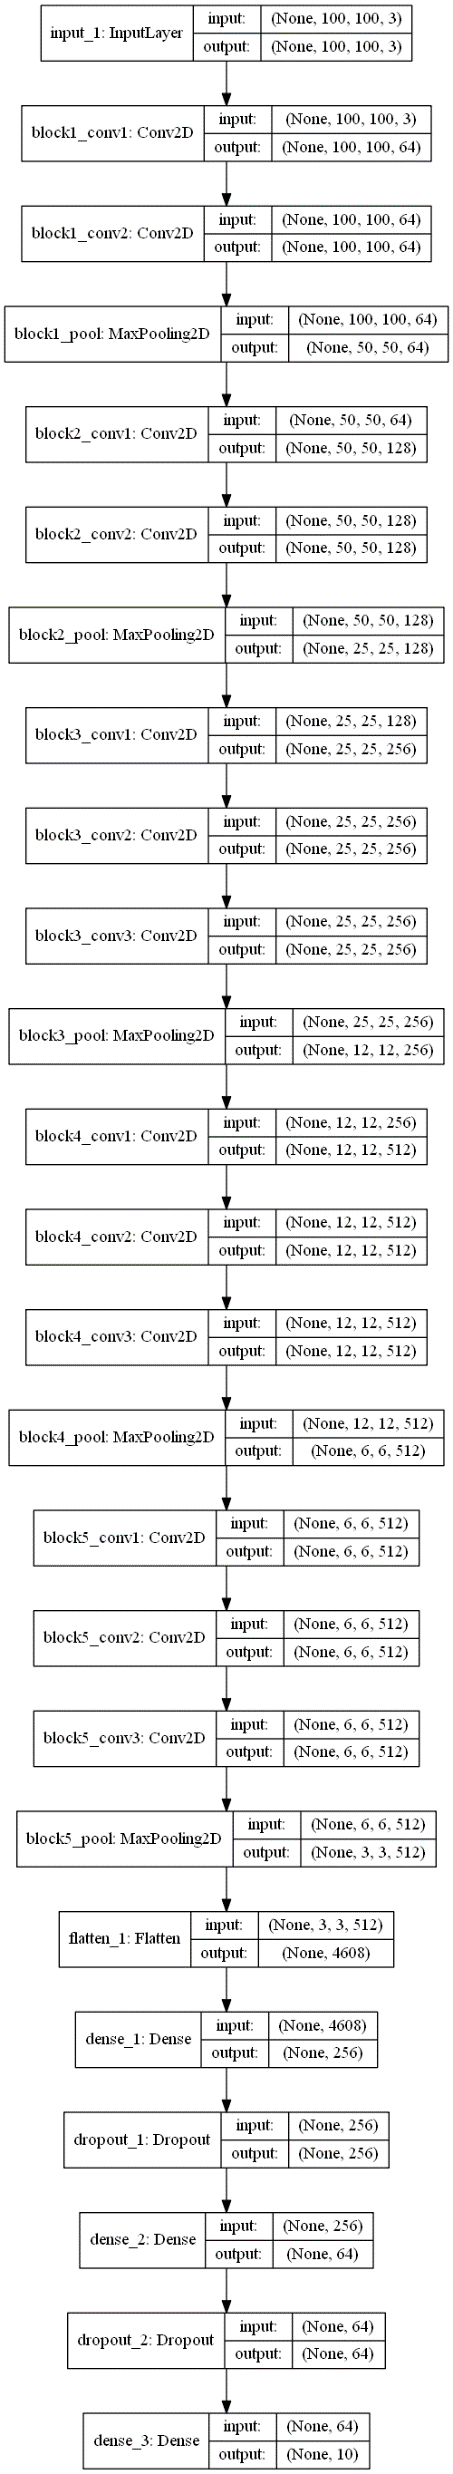 input_1: InputLayer
input: (None, 100, 100, 3)
output: (None, 100, 100, 3)
block1_conv1: Conv2D
input: (None, 100, 100, 3)
output: (None, 100, 100, 64)
block1_conv2: Conv2D
input: (None, 100, 100, 64)
output: (None, 100, 100, 64)
block1_pool: MaxPooling2D
input: (None, 100, 100, 64)
output: (None, 50, 50, 64)
block2_conv1: Conv2D
input: (None, 50, 50, 64)
output: (None, 50, 50, 128)
block2_conv2: Conv2D
input: (None, 50, 50, 128)
output: (None, 50, 50, 128)
block2_pool: MaxPooling2D
input: (None, 50, 50, 128)
output: (None, 25, 25, 128)
block3_conv1: Conv2D
input: (None, 25, 25, 128)
output: (None, 25, 25, 256)
block3_conv2: Conv2D
input: (None, 25, 25, 256)
output: (None, 25, 25, 256)
block3_conv3: Conv2D
input: (None, 25, 25, 256)
output: (None, 25, 25, 256)
block3_pool: MaxPooling2D
input: (None, 25, 25, 256)
output: (None, 12, 12, 256)
block4_conv1: Conv2D
input: (None, 12, 12, 256)
output: (None, 12, 12, 512)
block4_conv2: Conv2D
input: (None, 12, 12, 512)
output: (None, 12, 12, 512)
block4_conv3: Conv2D
input: (None, 12, 12, 512)
output: (None, 12, 12, 512)
block4_pool: MaxPooling2D
input: (None, 12, 12, 512)
output: (None, 6, 6, 512)
block5_conv1: Conv2D
input: (None, 6, 6, 512)
output: (None, 6, 6, 512)
block5_conv2: Conv2D
input: (None, 6, 6, 512)
output: (None, 6, 6, 512)
block5_conv3: Conv2D
input: (None, 6, 6, 512)
output: (None, 6, 6, 512)
block5_pool: MaxPooling2D
input: (None, 6, 6, 512)
output: (None, 3, 3, 512)
flatten_1: Flatten
input: (None, 3, 3, 512)
output: (None, 4608)
dense_1: Dense
input: (None, 4608)
output: (None, 256)
dropout_1: Dropout
input: (None, 256)
output: (None, 256)
dense_2: Dense
input: (None, 256)
output: (None, 64)
dropout_2: Dropout
input: (None, 64)
output: (None, 64)
dense_3: Dense
input: (None, 64)
output: (None, 10)